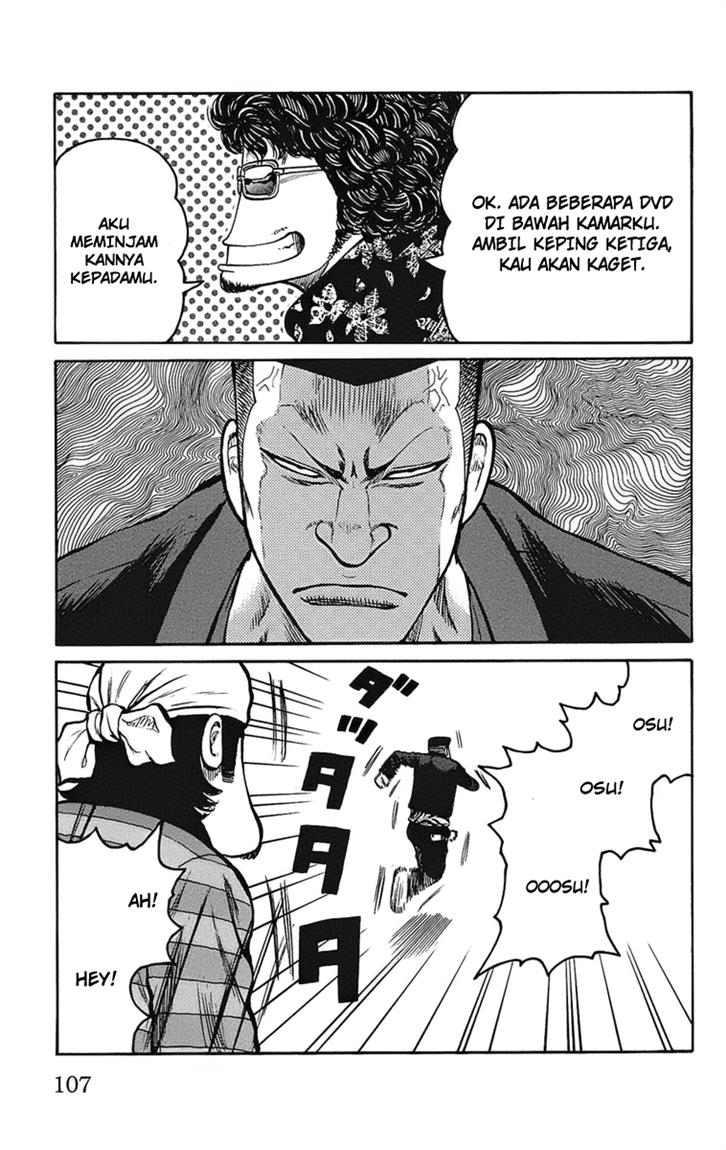 OK. ADA BEBERAPA DVD
DI BAWAH KAMARKU.
AMBIL KEPING KETIGA,
KAU AKAN KAGET.
AKU
MEMINJAM
KANNYA
KEPADAMU.
OSU!
OSU!
OOOSU!
ダッ
タタタ
AH!
HEY!
107